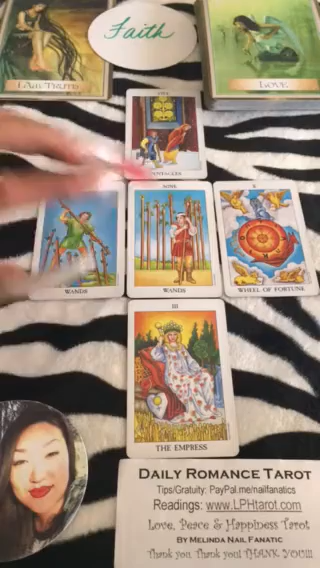 Faith
LOVE
FIVE
PENTACLES
NINE
X
WANDS
WANDS
WHEEL OF FORTUNE
III
THE EMPRESS
DAILY ROMANCE TAROT
Tips/Gratuity: PayPal.me/nailfanatics
Readings: www.LPHtarot.com
Love, Peace & Happiness Tarot
BY MELINDA NAIL FANATIC
Thank you, Thank you! THANK YOU!!!